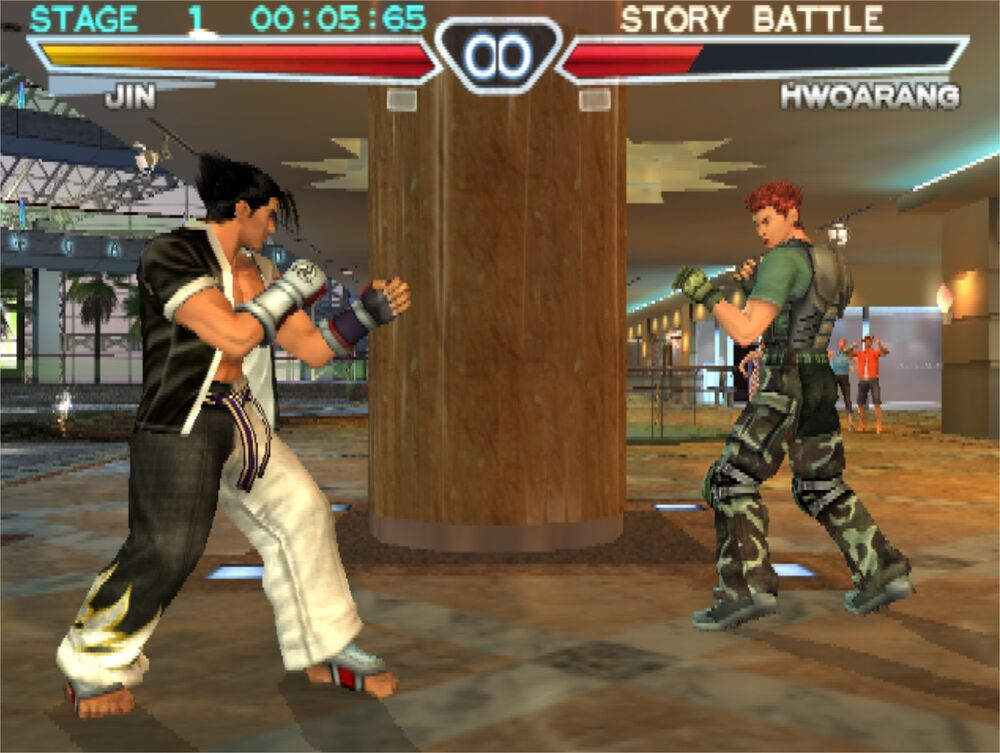 STAGE 1 00:05:65 STORY BATTLE
00
JIN HWOARANG